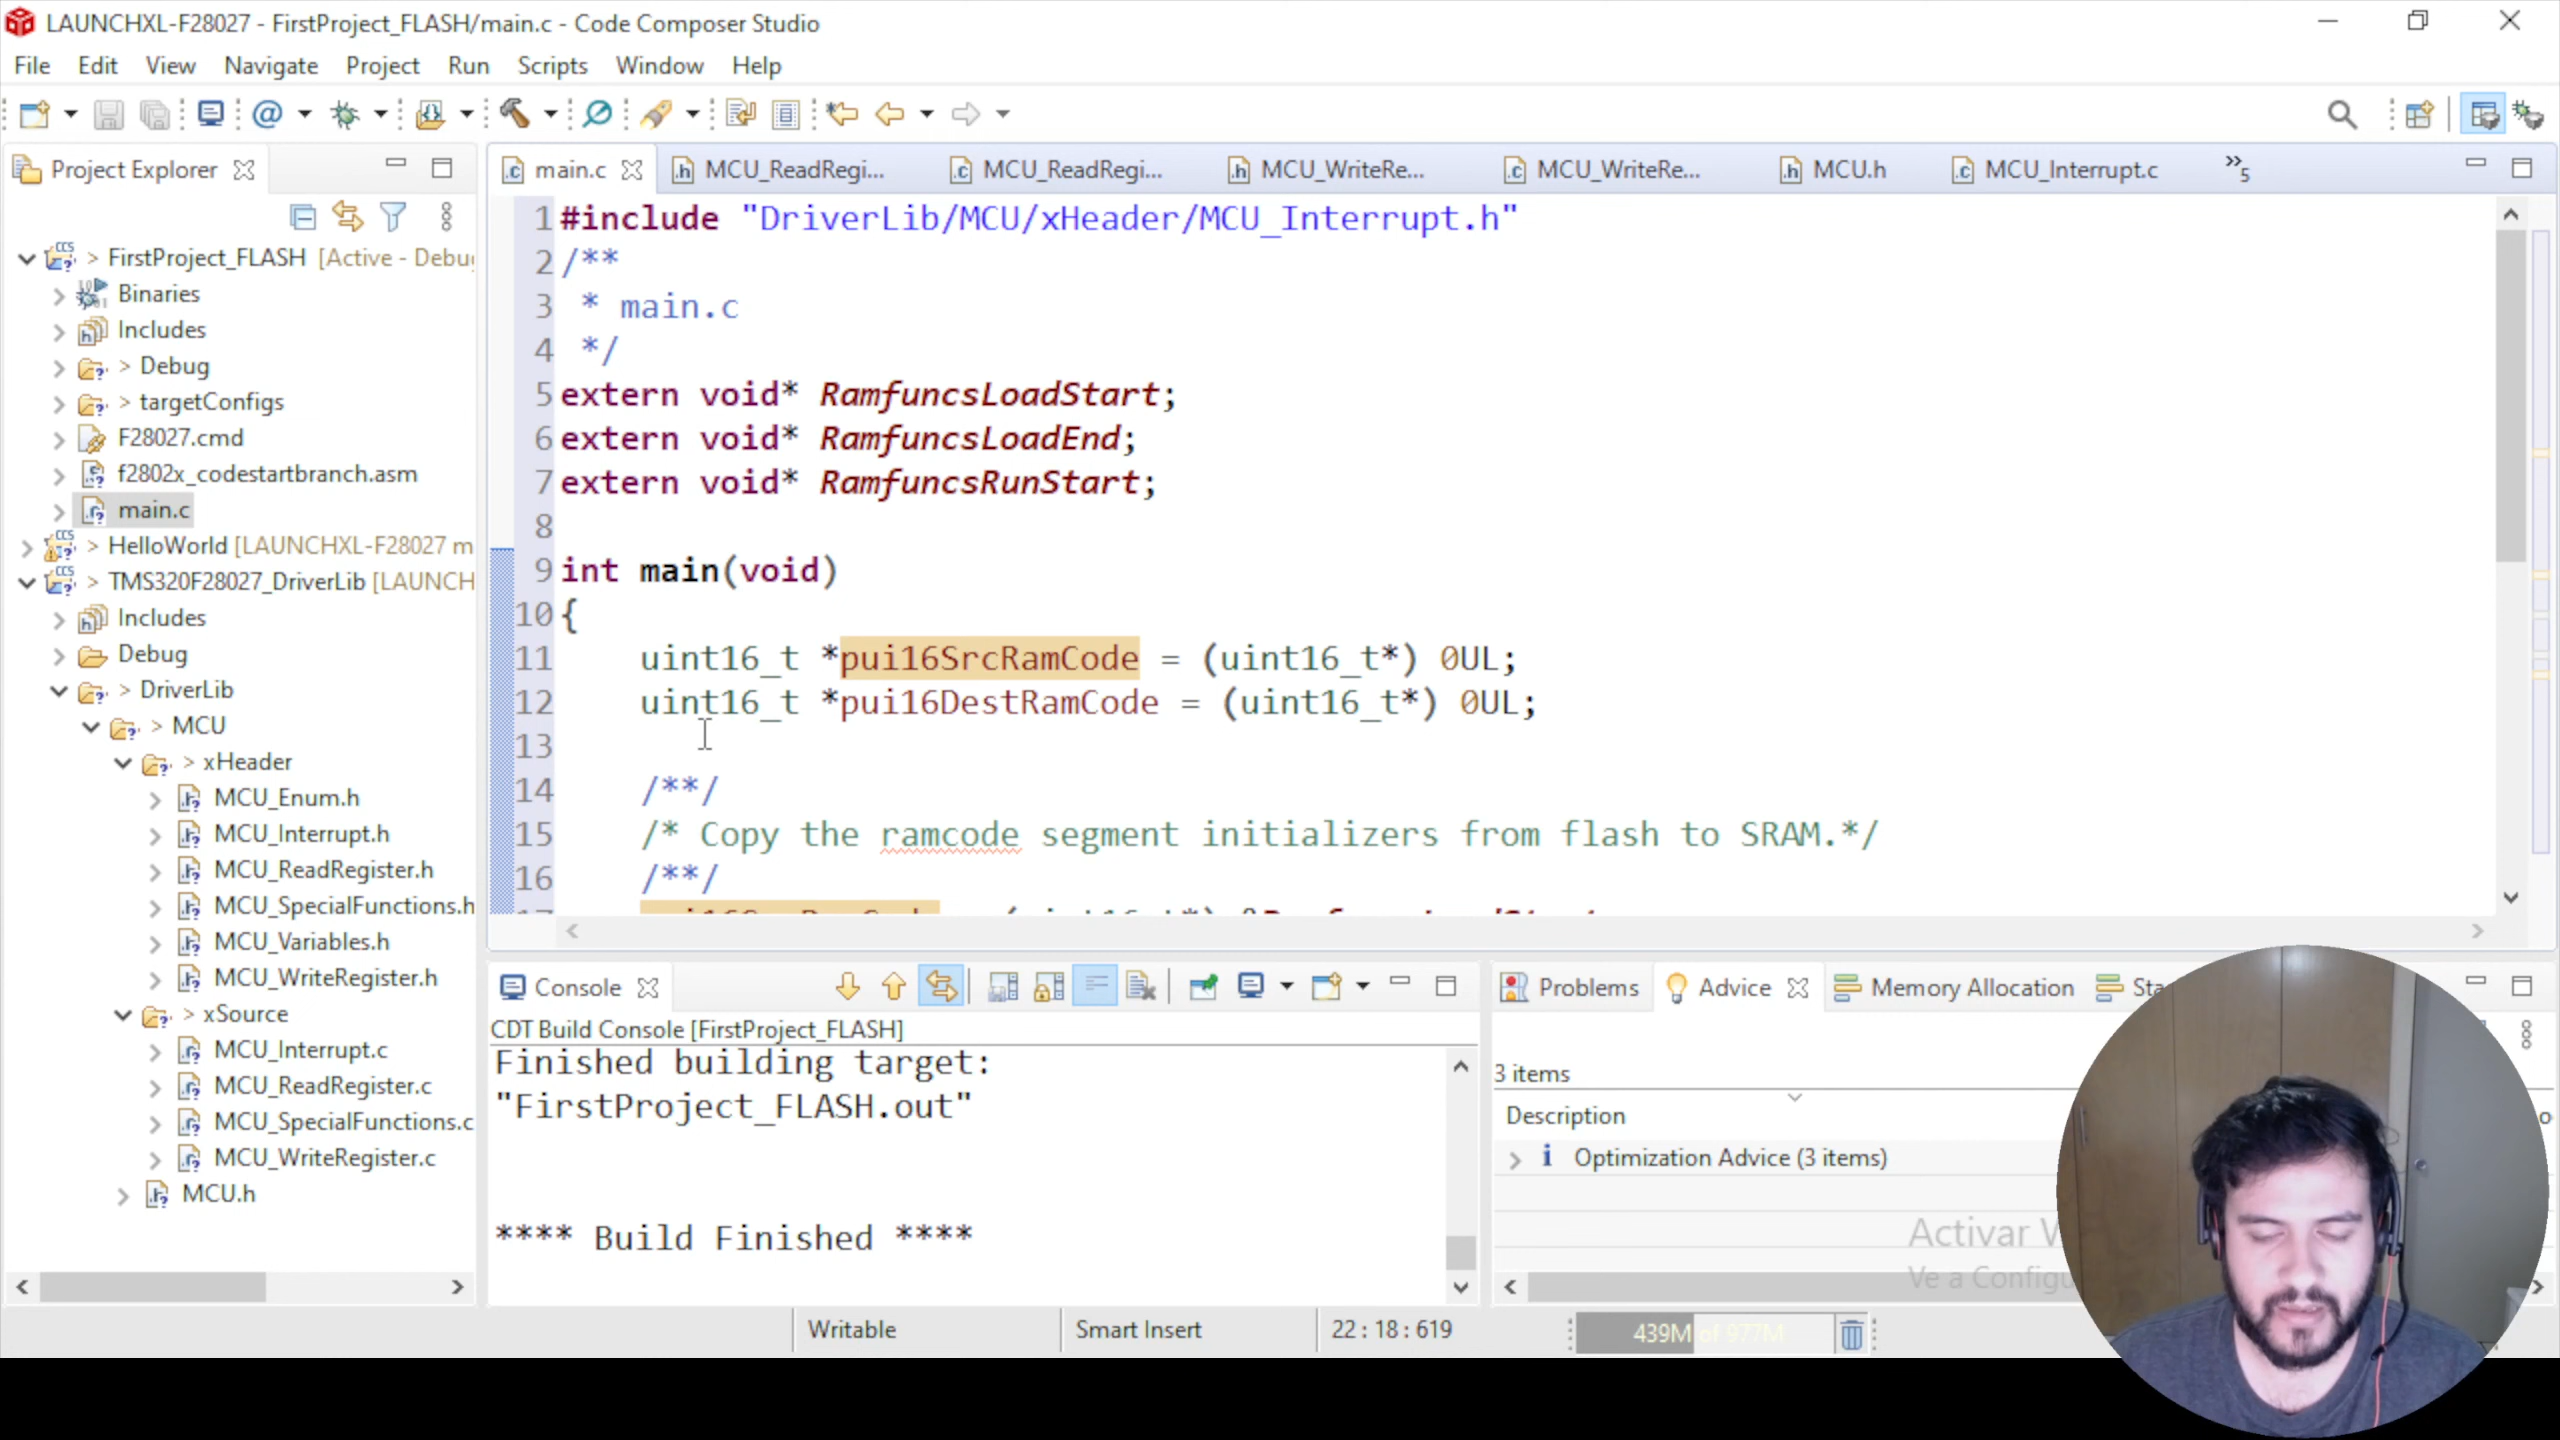 LAUNCHXL-F28027 - FirstProject_FLASH/main.c - Code Composer Studio
File Edit View Navigate Project Run Scripts Window Help
Project Explorer
FirstProject_FLASH [Active - Debu
Binaries
Includes
> Debug
> targetConfigs
F28027.cmd
f2802x_codestartbranch.asm
main.c
> HelloWorld [LAUNCHXL-F28027 m
> TMS320F28027_DriverLib [LAUNCH
Includes
Debug
> DriverLib
> MCU
> xHeader
MCU_Enum.h
MCU_Interrupt.h
MCU_ReadRegister.h
MCU_SpecialFunctions.h
MCU_Variables.h
MCU_WriteRegister.h
> xSource
MCU_Interrupt.c
MCU_ReadRegister.c
MCU_SpecialFunctions.c
MCU_WriteRegister.c
MCU.h
main.c MCU_ReadRegi... MCU_ReadRegi... MCU_WriteRe... MCU_WriteRe... MCU.h MCU_Interrupt.c »5
1 #include "DriverLib/MCU/xHeader/MCU_Interrupt.h"
2 /**
3 * main.c
4 */
5 extern void* RamfuncsLoadStart;
6 extern void* RamfuncsLoadEnd;
7 extern void* RamfuncsRunStart;
8
9 int main(void)
10 {
11 uint16_t *pui16SrcRamCode = (uint16_t*) 0UL;
12 uint16_t *pui16DestRamCode = (uint16_t*) 0UL;
13
14 /**/
15 /* Copy the ramcode segment initializers from flash to SRAM.*/
16 /**/
Console
CDT Build Console [FirstProject_FLASH]
Finished building target:
"FirstProject_FLASH.out"
**** Build Finished ****
Problems Advice Memory Allocation Sta
3 items
Description
i Optimization Advice (3 items)
Activar
Ve a Config
Writable Smart Insert 22 : 18 : 619 439M of 977M